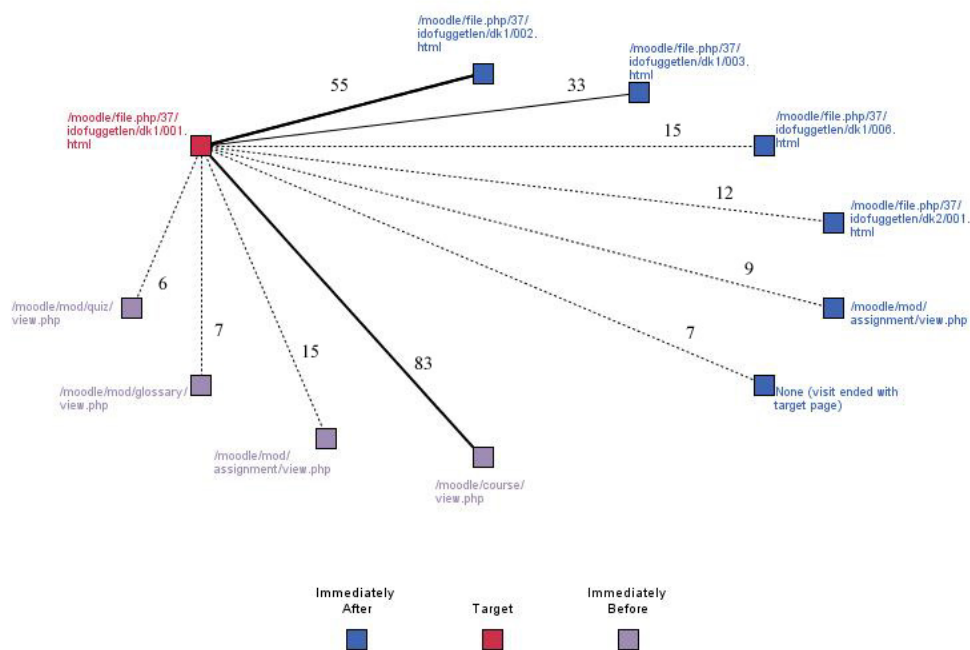 /moodle/file.php/37/
idofuggetlen/dk1/002.
html
/moodle/file.php/37/
idofuggetlen/dk1/003.
html
55
33
/moodle/file.php/37/
idofuggetlen/dk1/001.
html
/moodle/file.php/37/
idofuggetlen/dk1/006.
html
15
12
/moodle/file.php/37/
idofuggetlen/dk2/001.
html
9
6
/moodle/mod/quiz/
view.php
/moodle/mod/
assignment/view.php
7
7
15
83
/moodle/mod/glossary/
view.php
None (visit ended with
target page)
/moodle/mod/
assignment/view.php
/moodle/course/
view.php
Immediately
After
Target
Immediately
Before